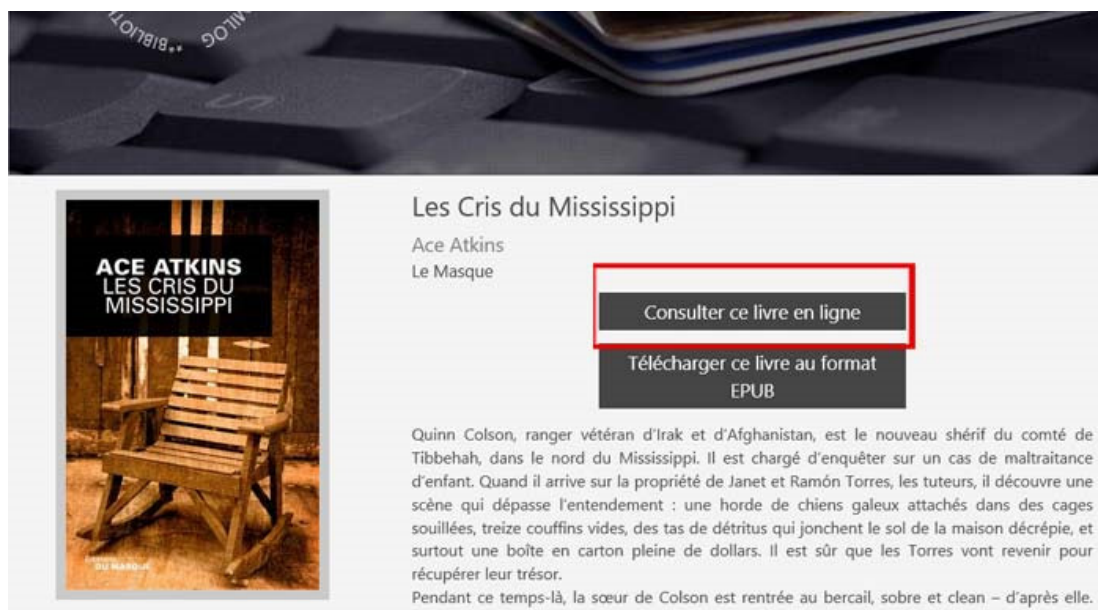 **BIBLIOT
AILOG
Les Cris du Mississippi
Ace Atkins
Le Masque
ACE ATKINS
LES CRIS DU
MISSISSIPPI
DU MASQUE
Consulter ce livre en ligne
Télécharger ce livre au format
EPUB
Quinn Colson, ranger vétéran d'Irak et d'Afghanistan, est le nouveau shérif du comté de
Tibbehah, dans le nord du Mississippi. Il est chargé d'enquêter sur un cas de maltraitance
d'enfant. Quand il arrive sur la propriété de Janet et Ramón Torres, les tuteurs, il découvre une
scène qui dépasse l'entendement : une horde de chiens galeux attachés dans des cages
souillées, treize couffins vides, des tas de détritus qui jonchent le sol de la maison décrépie, et
surtout une boîte en carton pleine de dollars. Il est sûr que les Torres vont revenir pour
récupérer leur trésor.
Pendant ce temps-là, la sœur de Colson est rentrée au bercail, sobre et clean – d'après elle.